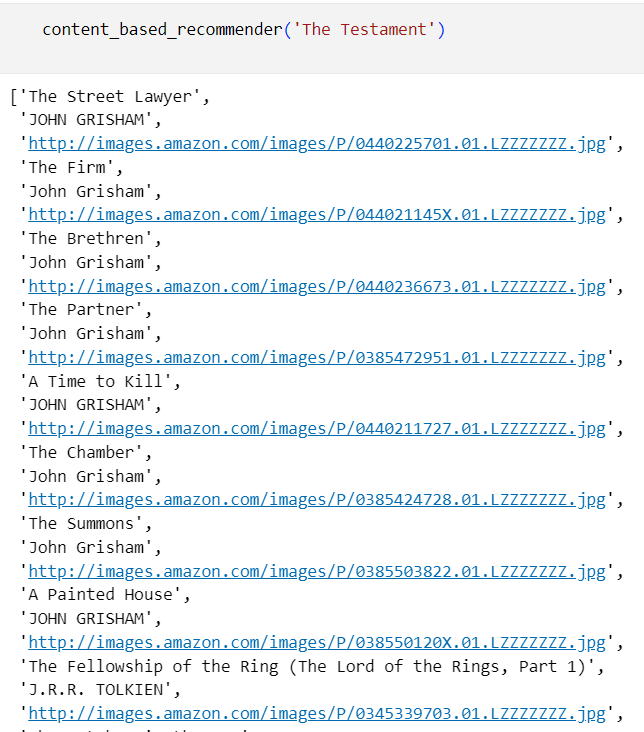 content_based_recommender('The Testament')
['The Street Lawyer',
'JOHN GRISHAM',
'http://images.amazon.com/images/P/0440225701.01.LZZZZZZZ.jpg',
'The Firm',
'John Grisham',
'http://images.amazon.com/images/P/044021145X.01.LZZZZZZZ.jpg',
'The Brethren',
'John Grisham',
'http://images.amazon.com/images/P/0440236673.01.LZZZZZZZ.jpg',
'The Partner',
'John Grisham',
'http://images.amazon.com/images/P/0385472951.01.LZZZZZZZ.jpg',
'A Time to Kill',
'JOHN GRISHAM',
'http://images.amazon.com/images/P/0440211727.01.LZZZZZZZ.jpg',
'The Chamber',
'John Grisham',
'http://images.amazon.com/images/P/0385424728.01.LZZZZZZZ.jpg',
'The Summons',
'John Grisham',
'http://images.amazon.com/images/P/0385503822.01.LZZZZZZZ.jpg',
'A Painted House',
'JOHN GRISHAM',
'http://images.amazon.com/images/P/038550120X.01.LZZZZZZZ.jpg',
'The Fellowship of the Ring (The Lord of the Rings, Part 1)',
'J.R.R. TOLKIEN',
'http://images.amazon.com/images/P/0345339703.01.LZZZZZZZ.jpg',